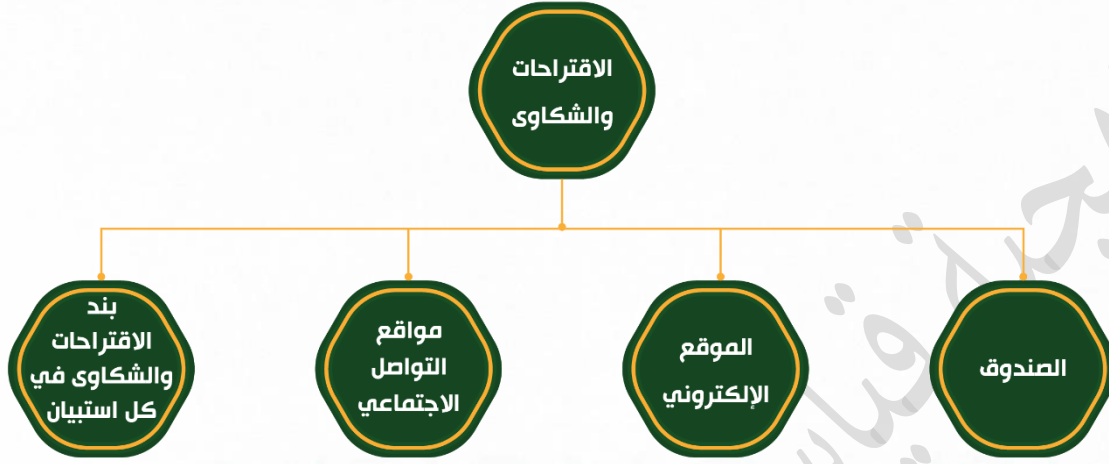 الاقتراحات
والشكاوى
الصندوق
الموقع
الإلكتروني
مواقع
التواصل
الاجتماعي
بند
الاقتراحات
والشكاوى في
كل استبيان